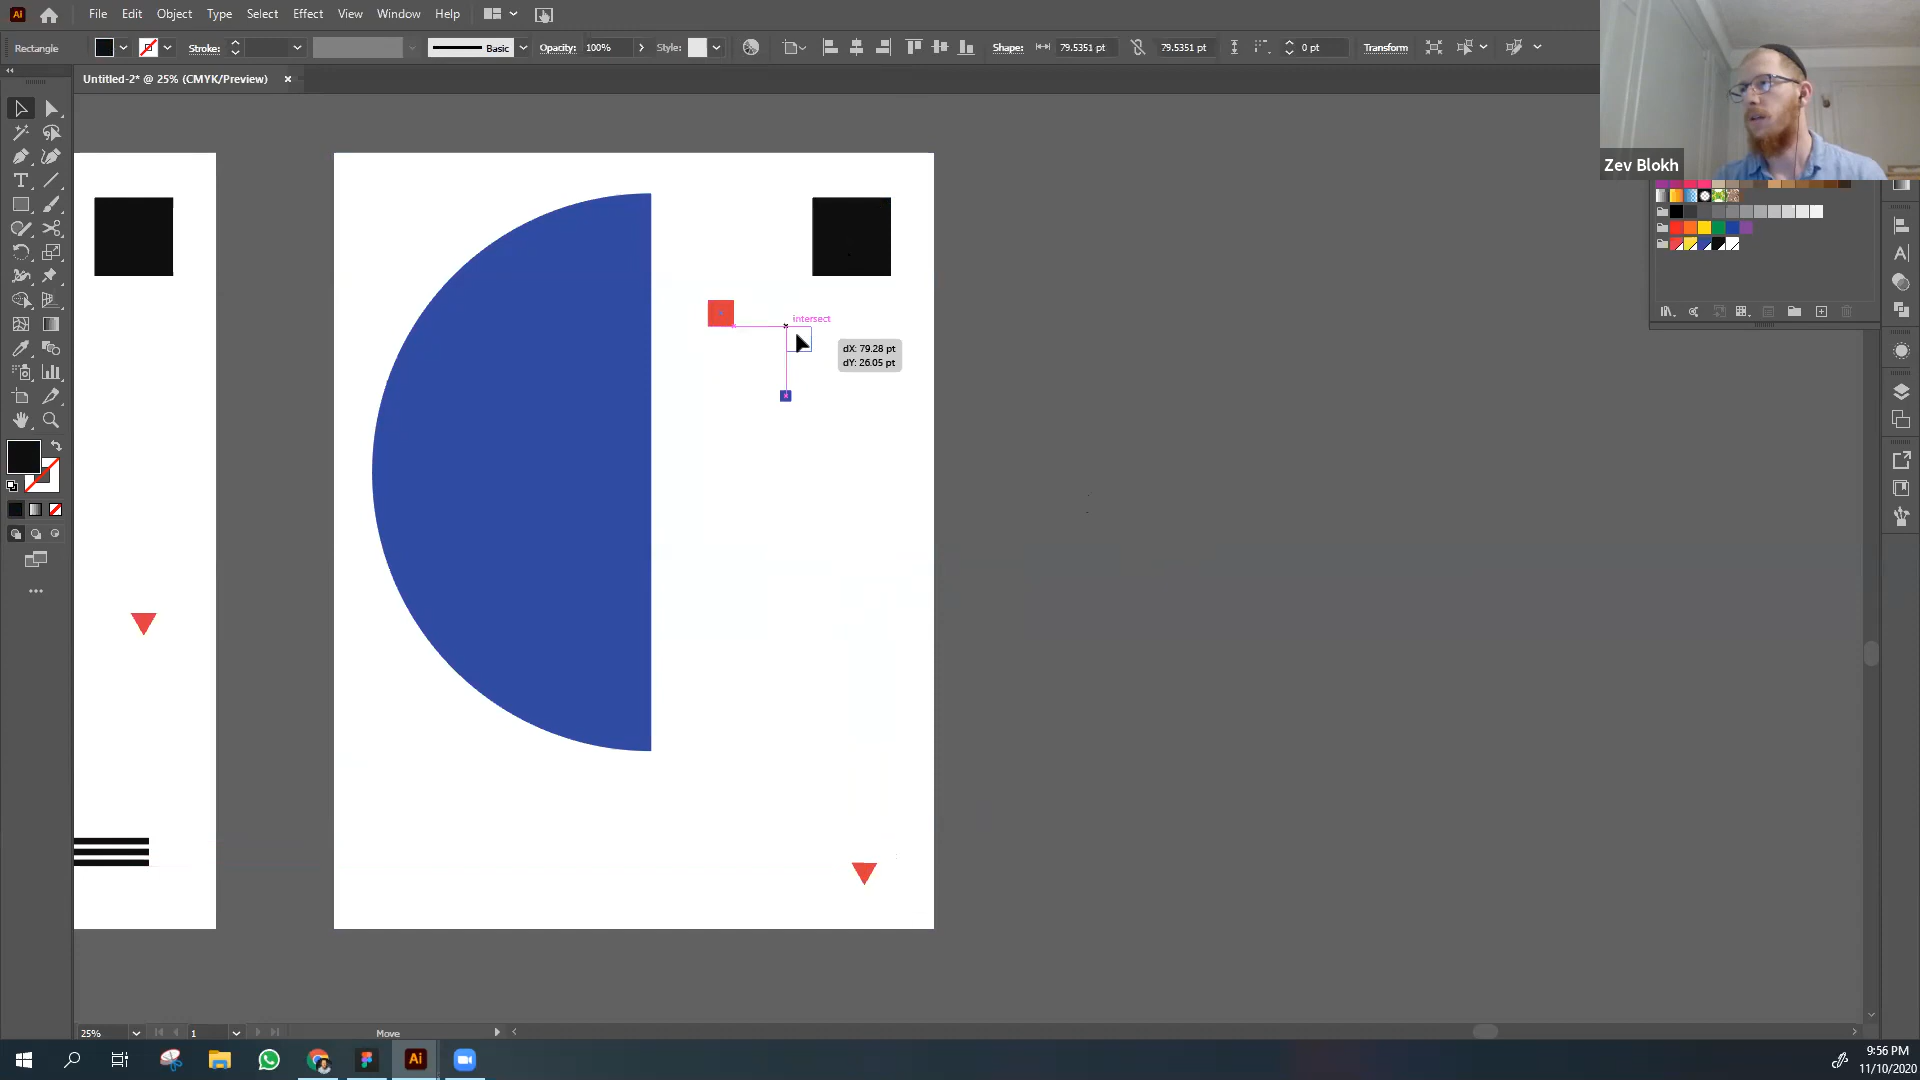 Ai File Edit Object Type Select Effect View Window Help
Rectangle Stroke: Basic Opacity: 100% Style: Shape: 79.5351 pt 79.5351 pt 0 pt Transform
Untitled-2* @ 25% (CMYK/Preview) ×
Zev Blokh
intersect
dX: 79.28 pt
dY: 26.05 pt
25% 1 Move
Ai
9:56 PM
11/10/2020